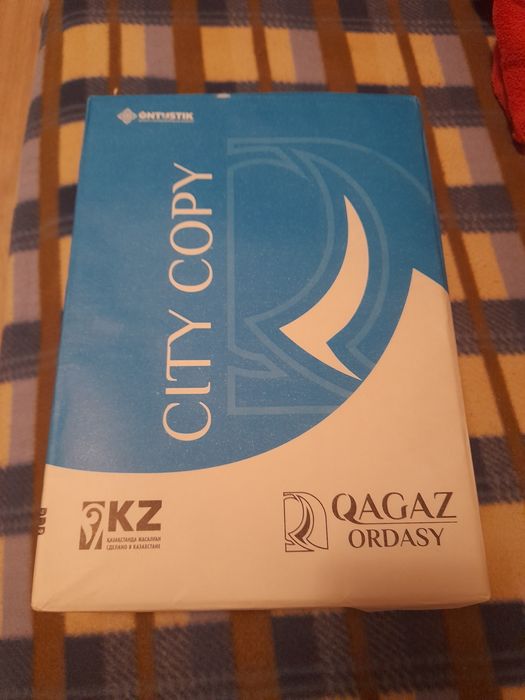 ONTUSTIK
CITY COPY
KZ
ҚАЗАҚСТАНДА ЖАСАЛҒАН
СДЕЛАНО В КАЗАХСТАНЕ
QAGAZ
ORDASY